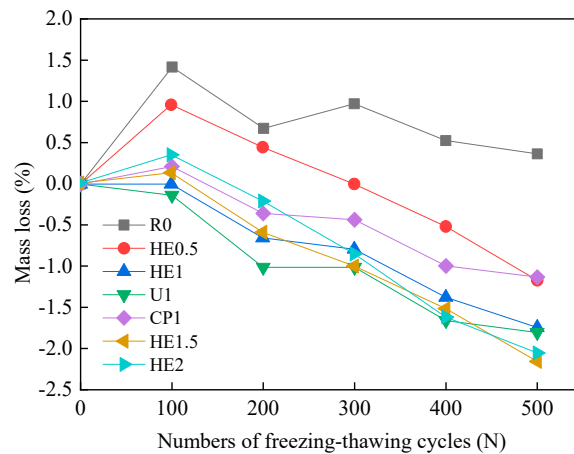 Mass loss (%)
2.0
1.5
1.0
0.5
0.0
-0.5
-1.0
-1.5
-2.0
-2.5
R0
HE0.5
HE1
U1
CP1
HE1.5
HE2
0 100 200 300 400 500
Numbers of freezing-thawing cycles (N)